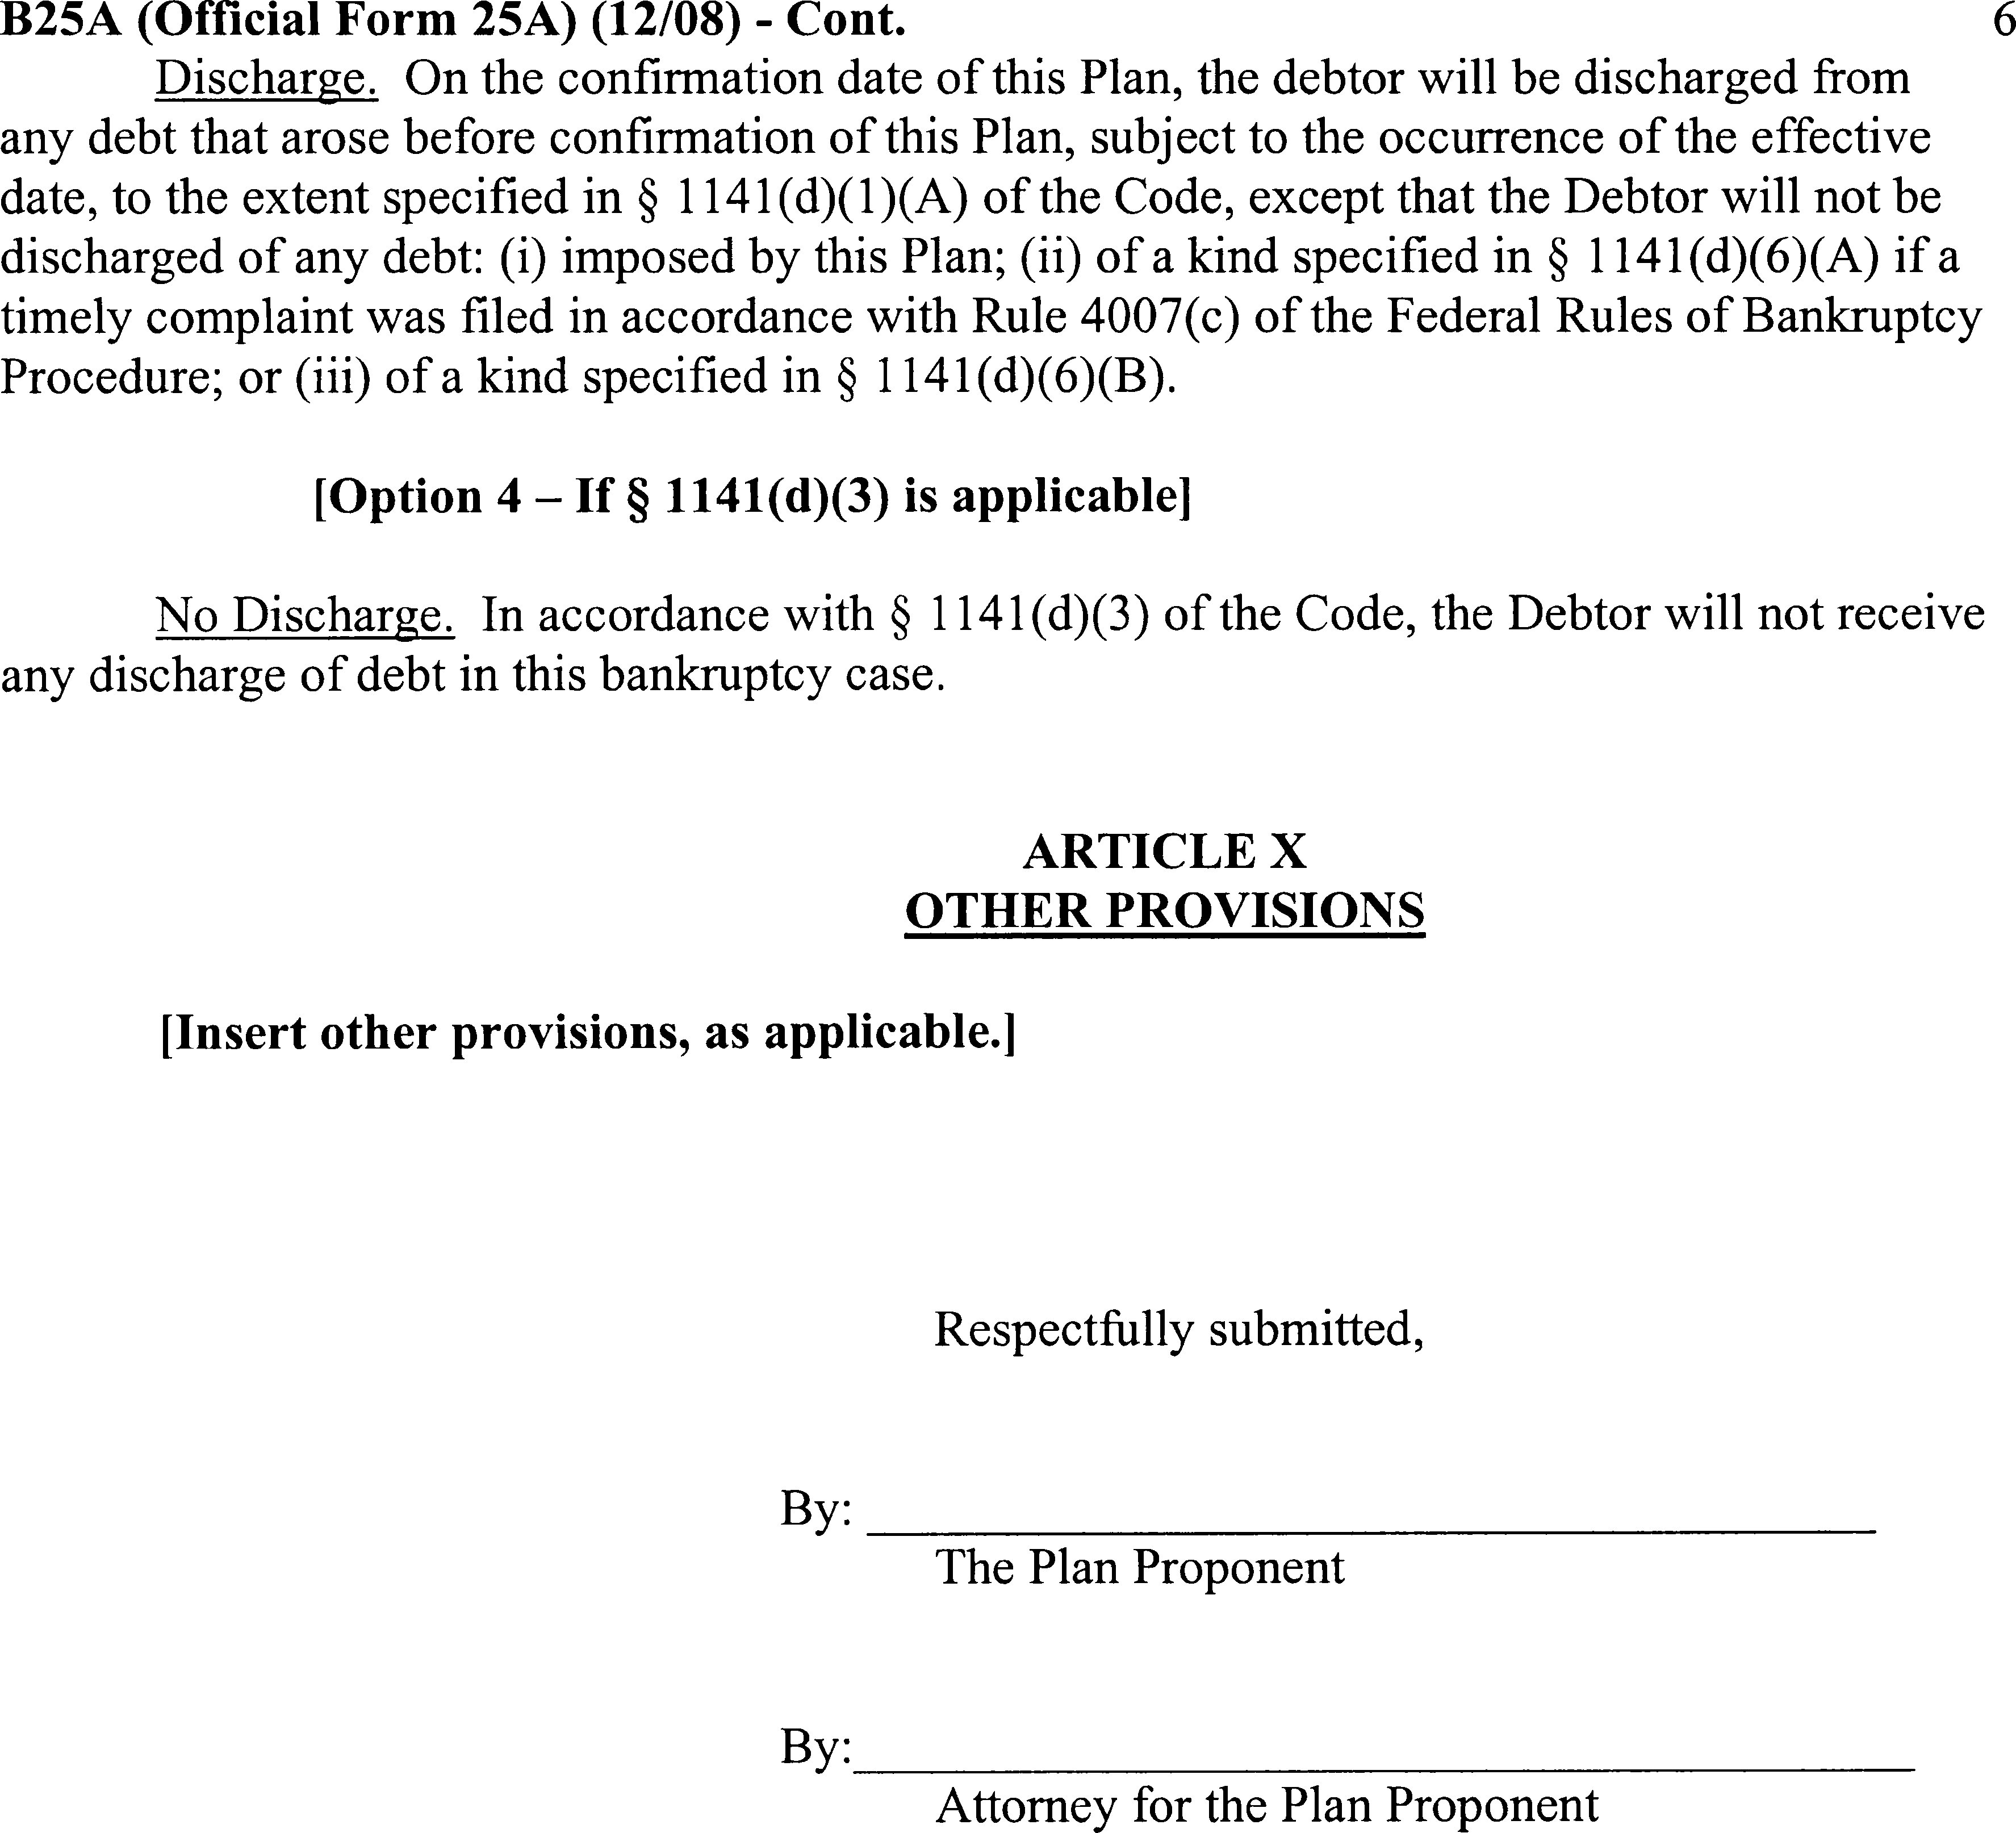 B25A (Official Form 25A) (12/08) - Cont. 6
Discharge. On the confirmation date of this Plan, the debtor will be discharged from
any debt that arose before confirmation of this Plan, subject to the occurrence of the effective
date, to the extent specified in § 1141(d)(1)(A) of the Code, except that the Debtor will not be
discharged of any debt: (i) imposed by this Plan; (ii) of a kind specified in § 1141(d)(6)(A) if a
timely complaint was filed in accordance with Rule 4007(c) of the Federal Rules of Bankruptcy
Procedure; or (iii) of a kind specified in § 1141(d)(6)(B).
[Option 4 – If § 1141(d)(3) is applicable]
No Discharge. In accordance with § 1141(d)(3) of the Code, the Debtor will not receive
any discharge of debt in this bankruptcy case.
ARTICLE X
OTHER PROVISIONS
[Insert other provisions, as applicable.]
Respectfully submitted,
By:
The Plan Proponent
By:
Attorney for the Plan Proponent